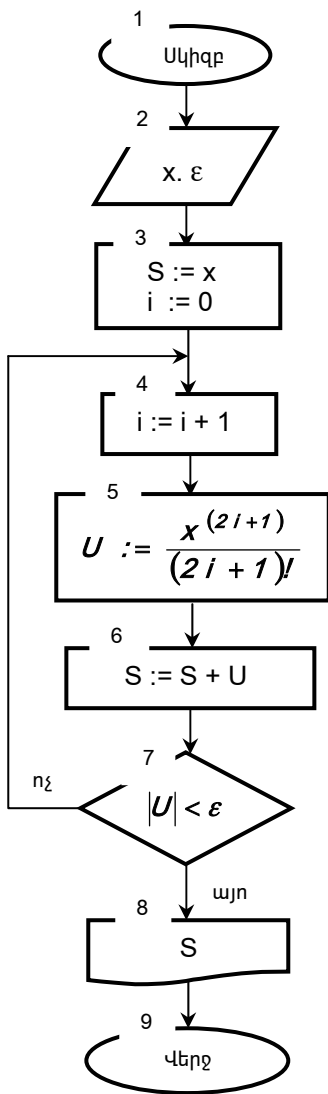 1
Սկիզբ
2
x. ε
3
S := x
i := 0
4
i := i + 1
5
U := x^(2i+1) / (2i+1)!
6
S := S + U
7
|U| < ε
ոչ
այո
8
S
9
Վերջ